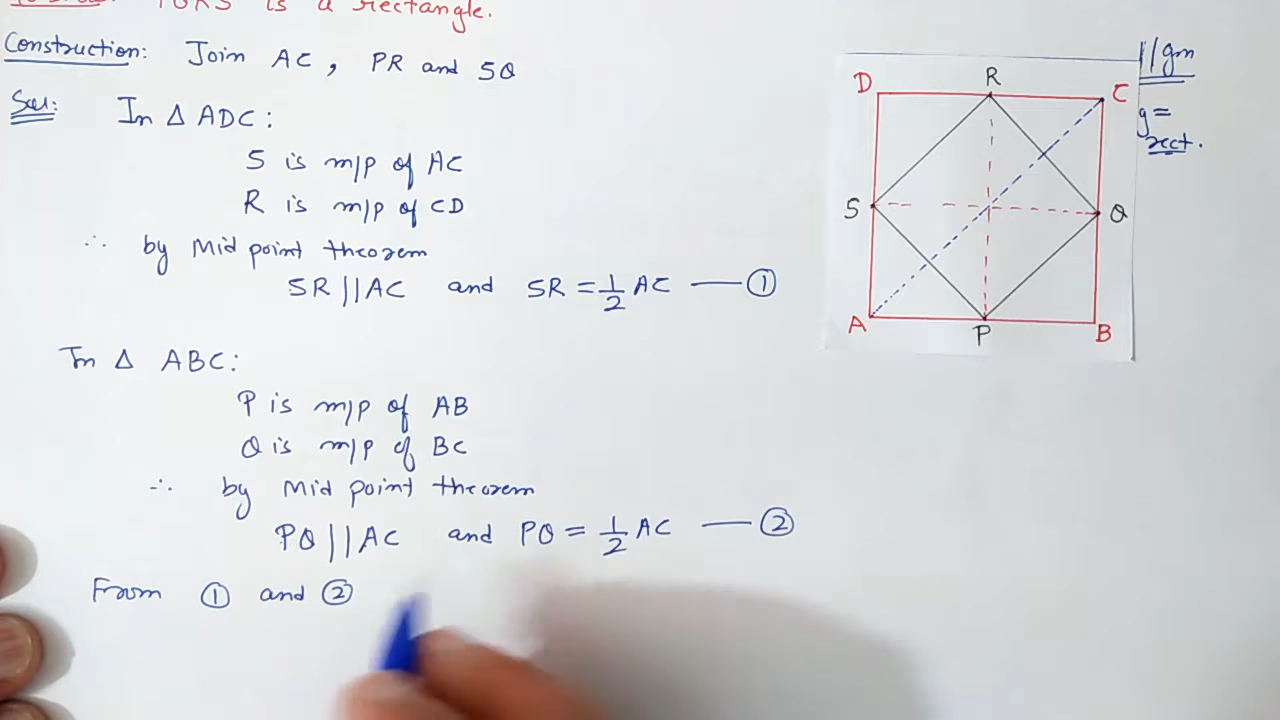 PQRS is a rectangle.
Construction: Join AC, PR and SQ
Sol: In Δ ADC:
S is m/p of AC
R is m/p of CD
∴ by Mid point theorem
SR || AC and SR = 1/2 AC —— ①
In Δ ABC:
P is m/p of AB
Q is m/p of BC
∴ by Mid point theorem
PQ || AC and PQ = 1/2 AC —— ②
From ① and ②
||gm
rect.
D R C
S Q
A P B